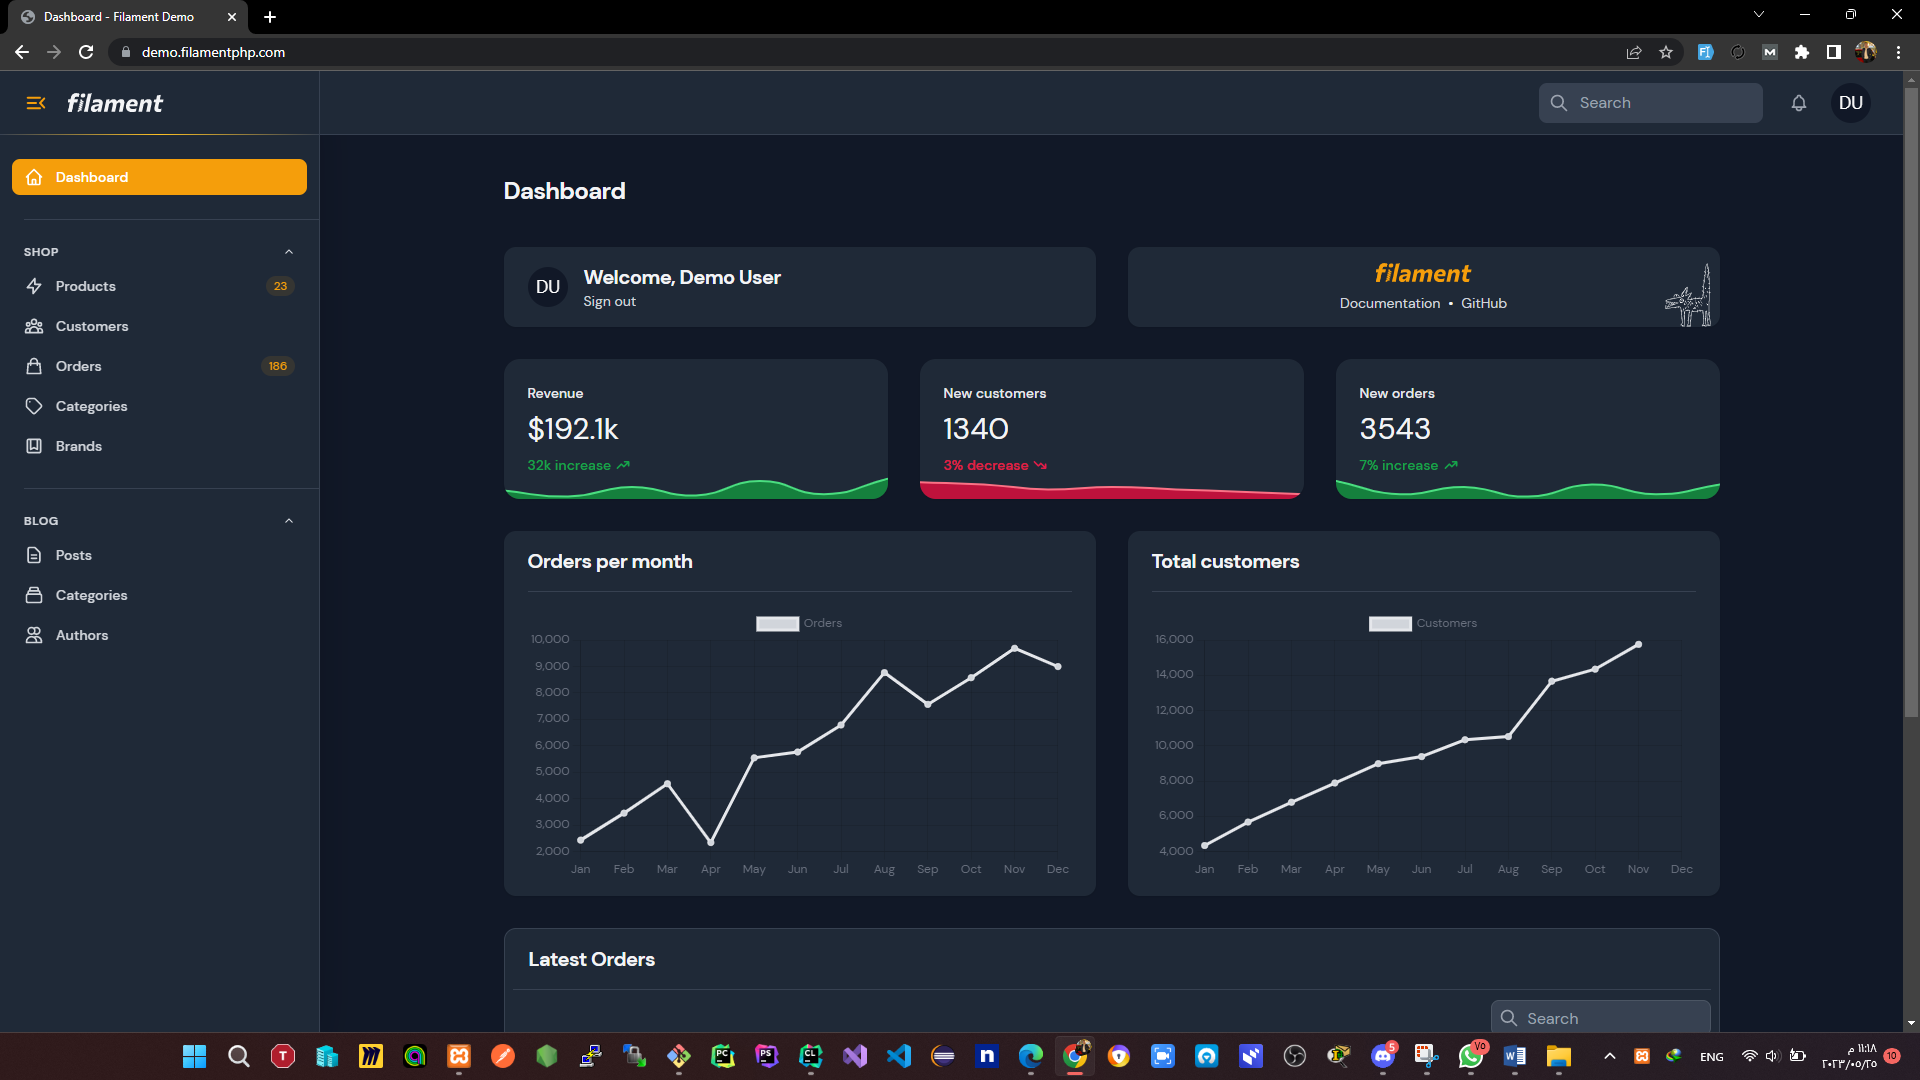 Dashboard - Filament Demo
demo.filamentphp.com
filament
Search
DU
Dashboard
SHOP
Products 23
Customers
Orders 186
Categories
Brands
BLOG
Posts
Categories
Authors
Dashboard
DU
Welcome, Demo User
Sign out
filament
Documentation • GitHub
Revenue
$192.1k
32k increase
New customers
1340
3% decrease
New orders
3543
7% increase
Orders per month
Orders
10,000
9,000
8,000
7,000
6,000
5,000
4,000
3,000
2,000
Jan Feb Mar Apr May Jun Jul Aug Sep Oct Nov Dec
Total customers
Customers
16,000
14,000
12,000
10,000
8,000
6,000
4,000
Jan Feb Mar Apr May Jun Jul Aug Sep Oct Nov Dec
Latest Orders
Search
ENG
١١:١٨ م
٢٠٢٣/٠٥/٢٥
10